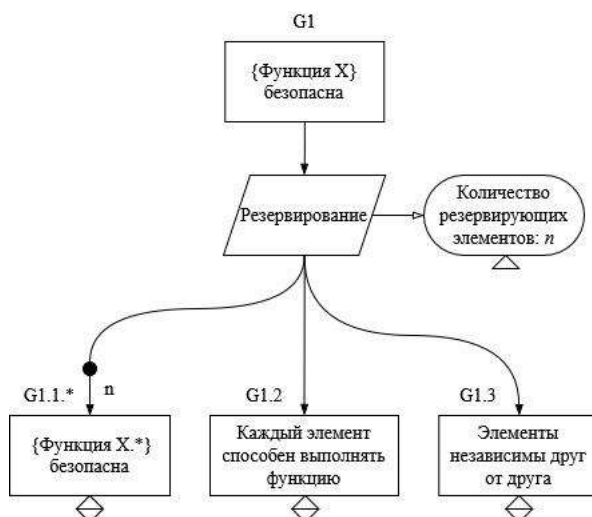 G1
{Функция X}
безопасна
Резервирование
Количество
резервирующих
элементов: n
G1.1.*
n
{Функция X.*}
безопасна
G1.2
Каждый элемент
способен выполнять
функцию
G1.3
Элементы
независимы друг
от друга